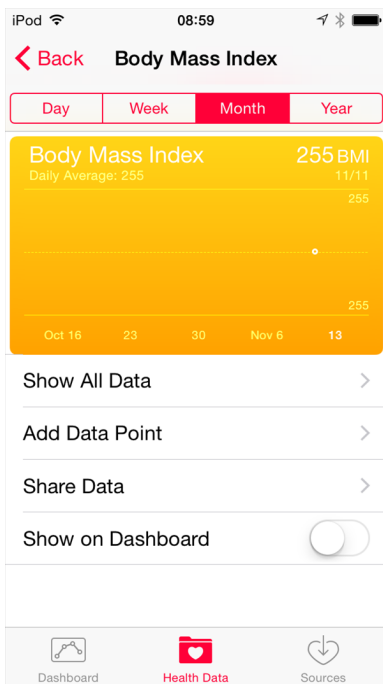 iPod 08:59
Back Body Mass Index
Day Week Month Year
Body Mass Index 255 BMI
Daily Average: 255 11/11
255
255
Oct 16 23 30 Nov 6 13
Show All Data
Add Data Point
Share Data
Show on Dashboard
Dashboard Health Data Sources